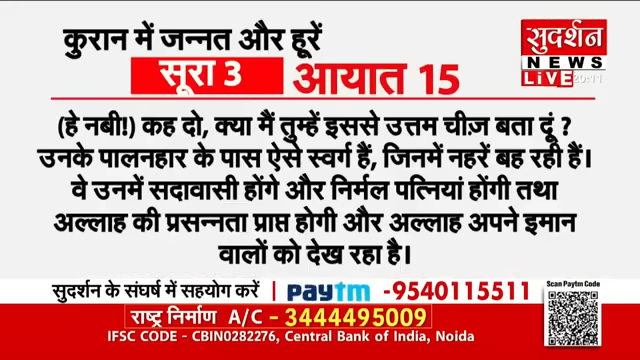 कुरान में जन्नत और हूरें
सुदर्शन
NEWS
LIVE 20:11
सूरा 3 आयात 15
(हे नबी!) कह दो, क्या मैं तुम्हें इससे उत्तम चीज़ बता दूं ?
उनके पालनहार के पास ऐसे स्वर्ग हैं, जिनमें नहरें बह रही हैं।
वे उनमें सदावासी होंगे और निर्मल पत्नियां होंगी तथा
अल्लाह की प्रसन्नता प्राप्त होगी और अल्लाह अपने इमान
वालों को देख रहा है।
सुदर्शन के संघर्ष में सहयोग करें | paytm -9540115511
Scan Paytm Code
राष्ट्र निर्माण A/C - 3444495009
IFSC CODE - CBIN0282276, Central Bank of India, Noida